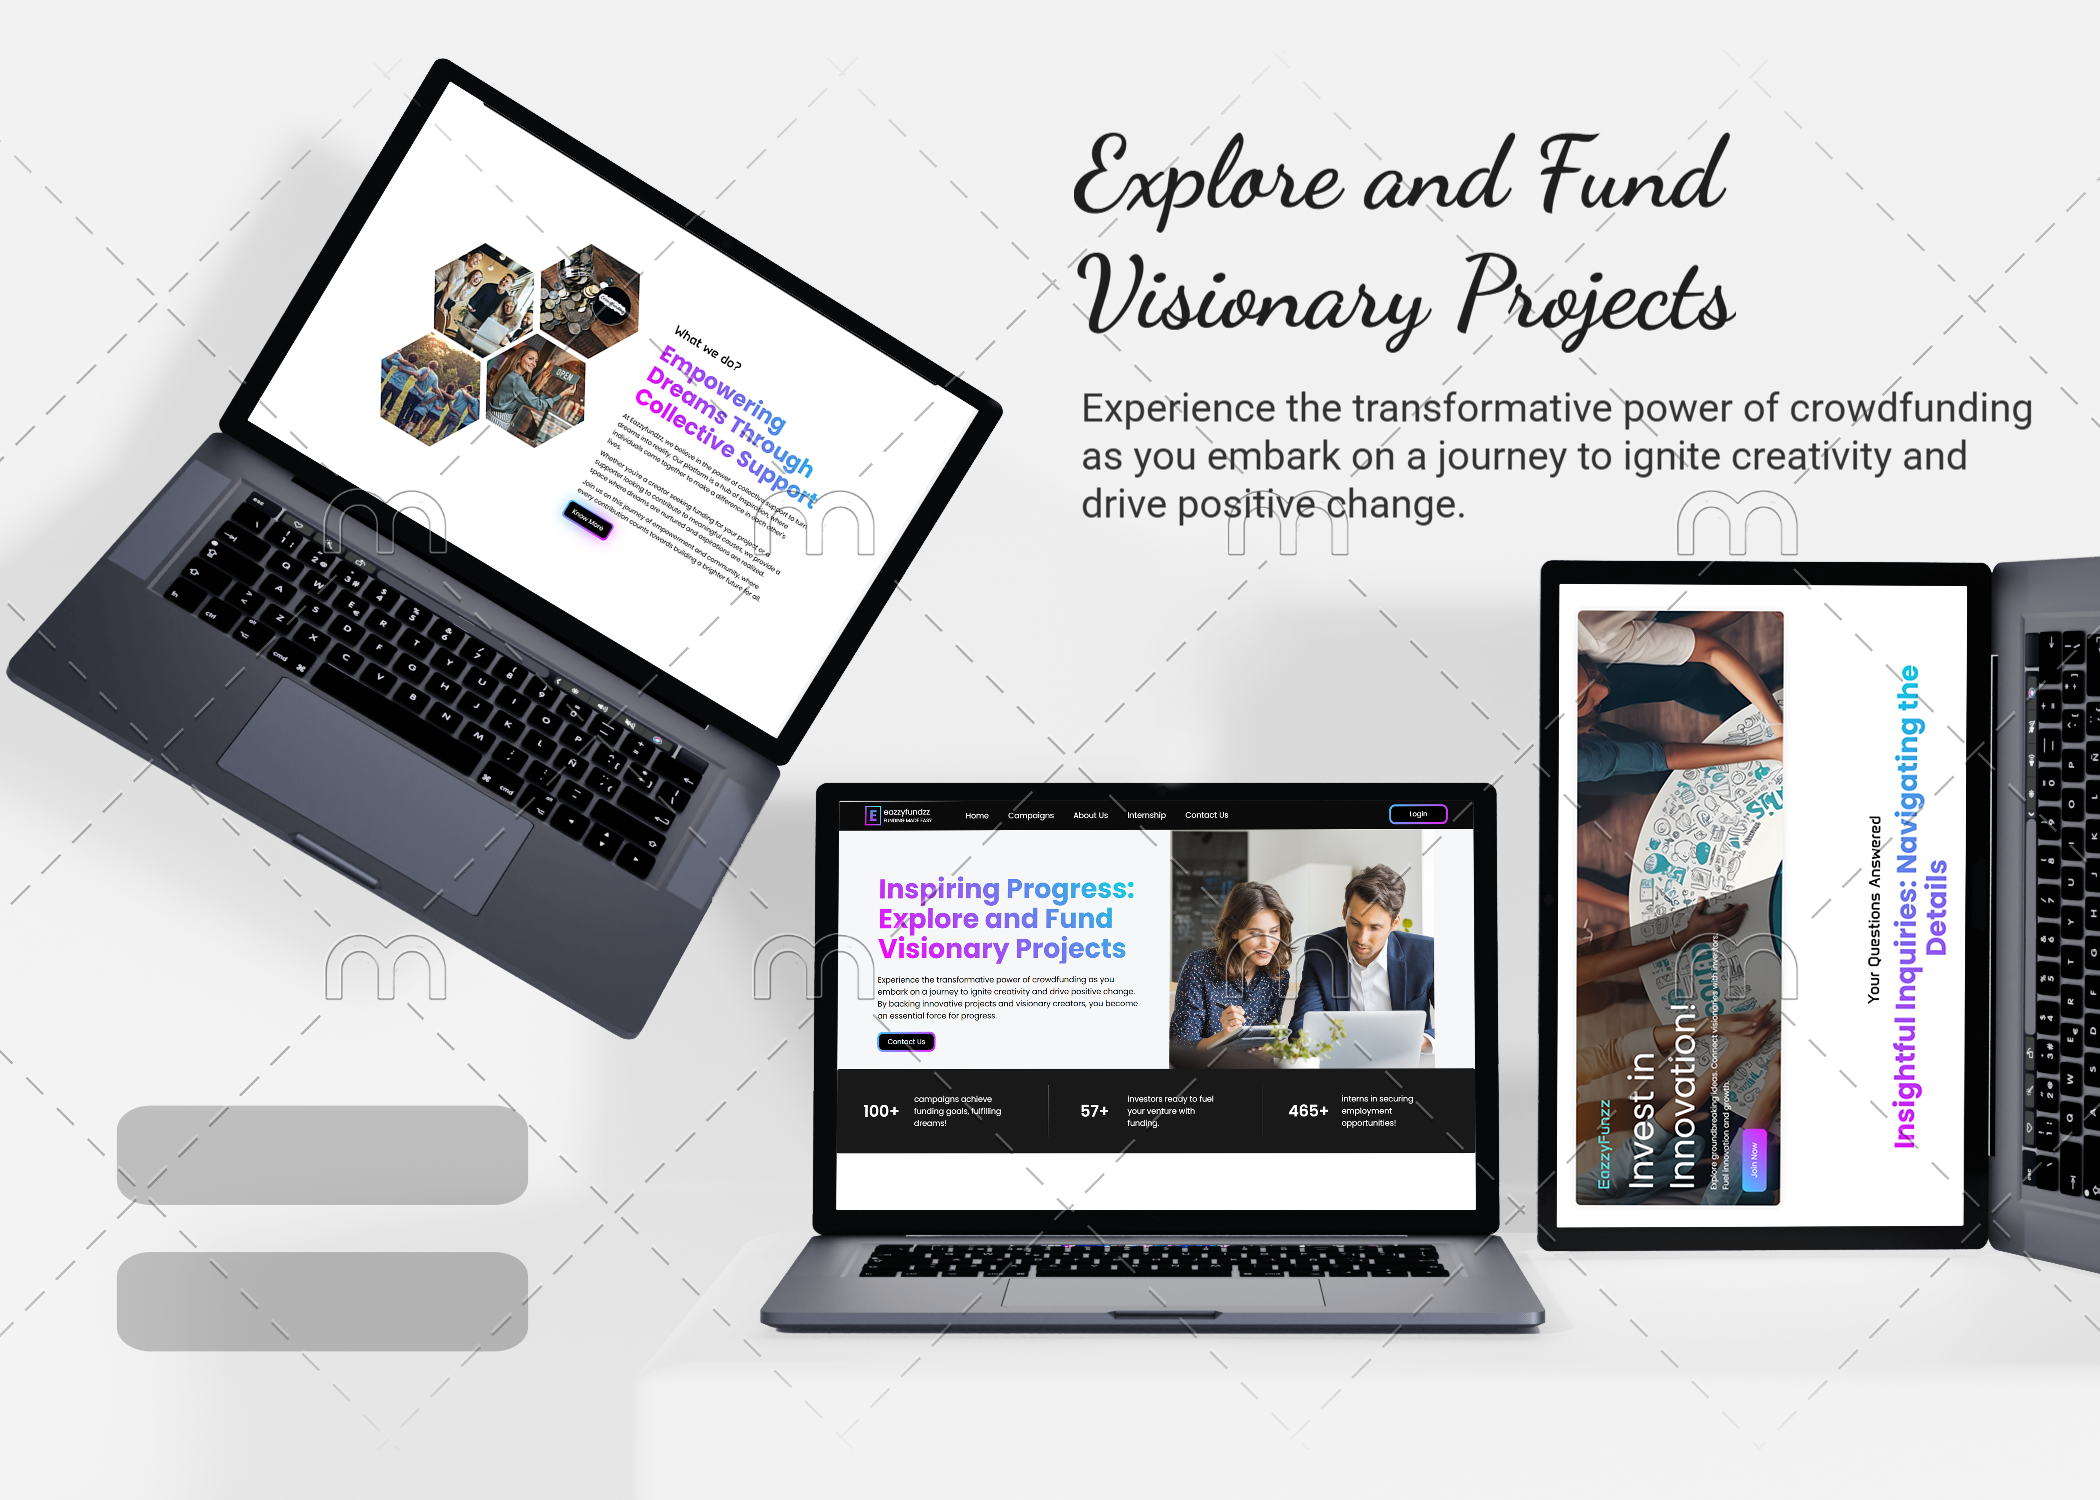 Explore and Fund
Visionary Projects
Experience the transformative power of crowdfunding
as you embark on a journey to ignite creativity and
drive positive change.
What we do?
Empowering
Dreams Through
Collective Support
At Eazzyfundzz, we believe in the power of collective support to turn
dreams into reality. Our platform is a hub of inspiration, where
individuals come together to make a difference in each other's
lives.
Whether you're a creator seeking funding for your project or a
supporter looking to contribute to meaningful causes, we provide a
space where dreams are nurtured and aspirations are realized.
Join us on this journey of empowerment and community, where
every contribution counts towards building a brighter future for all.
Know More
OPEN
E eazzyfundzz
FUNDING MADE EASY
Home Campaigns About Us Internship Contact Us Login
Inspiring Progress:
Explore and Fund
Visionary Projects
Experience the transformative power of crowdfunding as you
embark on a journey to ignite creativity and drive positive change.
By backing innovative projects and visionary creators, you become
an essential force for progress.
Contact Us
100+ campaigns achieve
funding goals, fulfilling
dreams!
57+ investors ready to fuel
your venture with
funding.
465+ interns in securing
employment
opportunities!
EazzyFunzz
Invest in
Innovation!
Explore groundbreaking ideas. Connect visionaries with investors.
Fuel innovation and growth.
Join Now
Your Questions Answered
Insightful Inquiries: Navigating the
Details